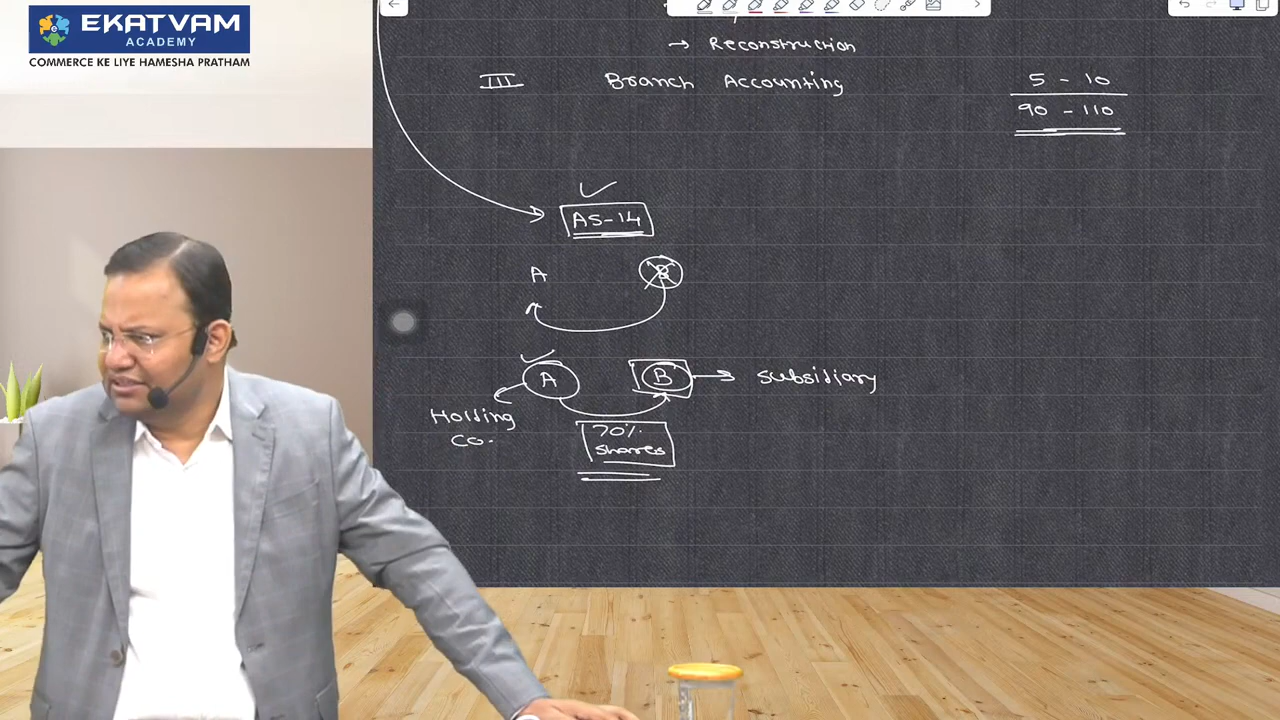 EKATVAM
ACADEMY
COMMERCE KE LIYE HAMESHA PRATHAM
→ Reconstruction
III Branch Accounting 5 - 10
90 - 110
AS-14
A B
A B → subsidiary
Holding
Co.
70%
shares